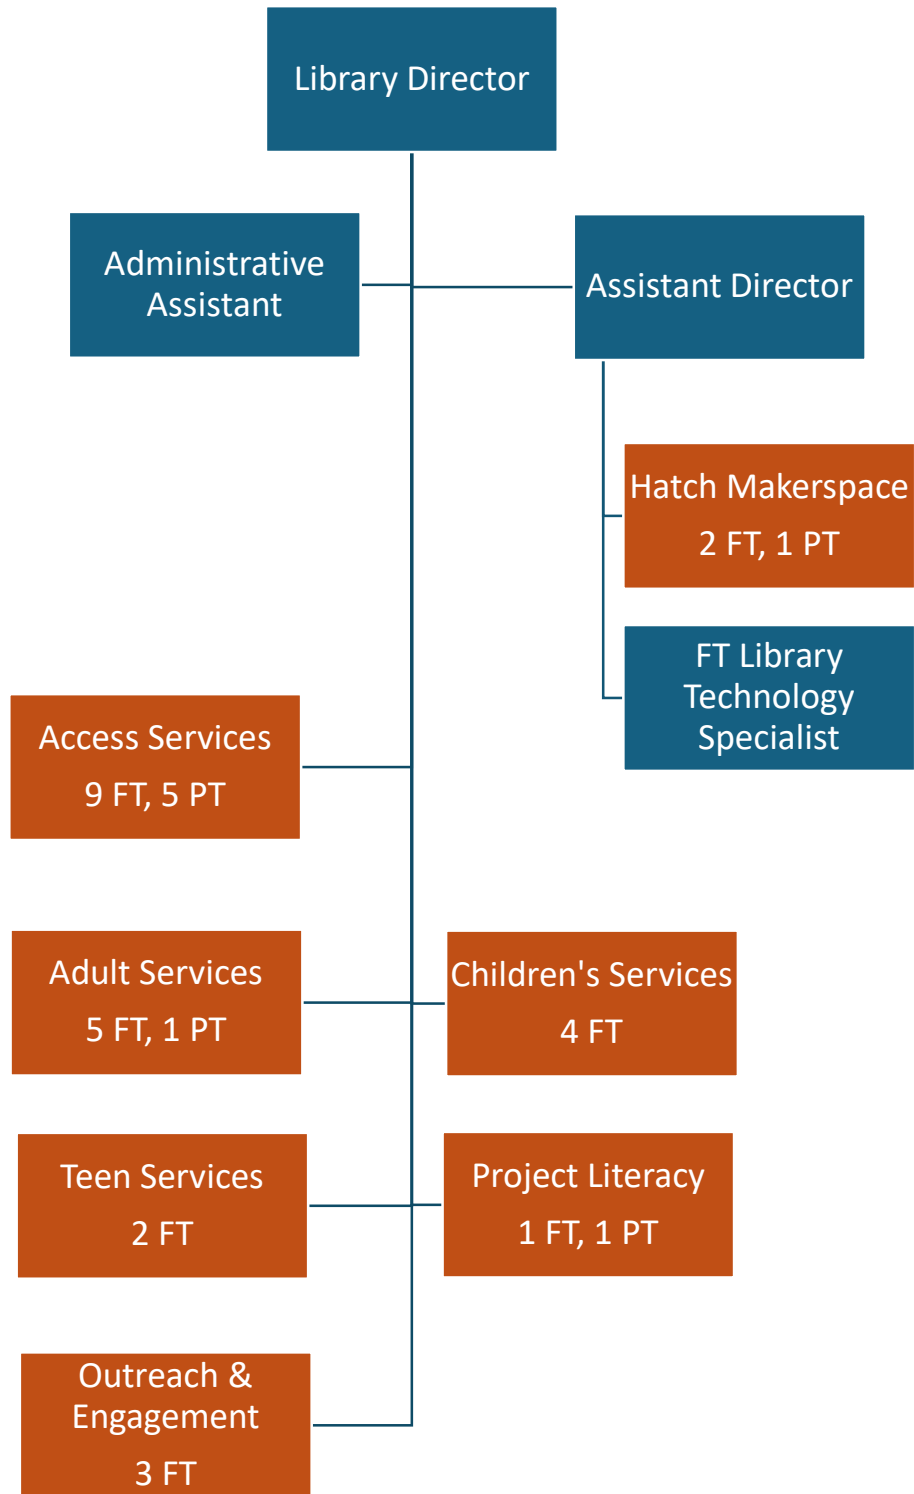 Library Director
Administrative
Assistant
Assistant Director
Hatch Makerspace
2 FT, 1 PT
FT Library
Technology
Specialist
Access Services
9 FT, 5 PT
Adult Services
5 FT, 1 PT
Children's Services
4 FT
Teen Services
2 FT
Project Literacy
1 FT, 1 PT
Outreach &
Engagement
3 FT